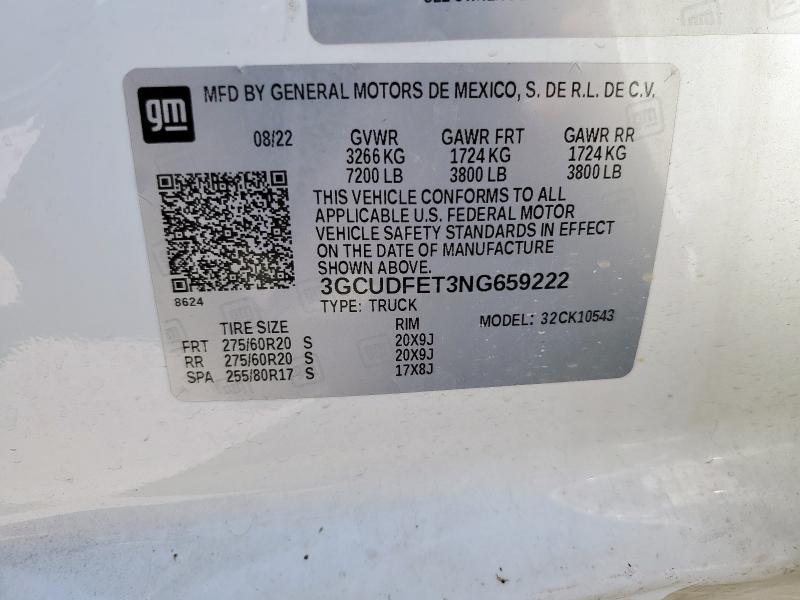 gm
MFD BY GENERAL MOTORS DE MEXICO, S. DE R.L. DE C.V.
08/22 GVWR GAWR FRT GAWR RR
3266 KG 1724 KG 1724 KG
7200 LB 3800 LB 3800 LB
THIS VEHICLE CONFORMS TO ALL
APPLICABLE U.S. FEDERAL MOTOR
VEHICLE SAFETY STANDARDS IN EFFECT
ON THE DATE OF MANUFACTURE
SHOWN ABOVE.
3GCUDFET3NG659222
8624
TYPE: TRUCK
TIRE SIZE RIM MODEL: 32CK10543
FRT 275/60R20 S 20X9J
RR 275/60R20 S 20X9J
SPA 255/80R17 S 17X8J